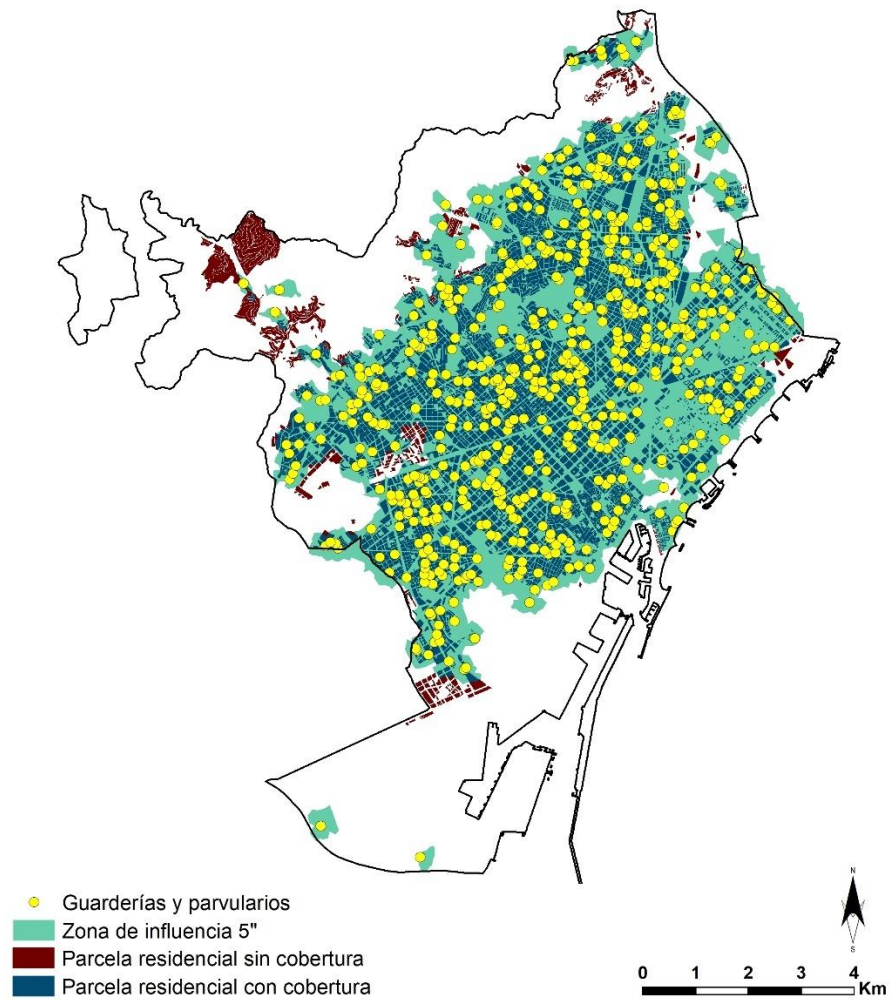 N
S
Guarderías y parvularios
Zona de influencia 5"
Parcela residencial sin cobertura
Parcela residencial con cobertura
0 1 2 3 4
Km